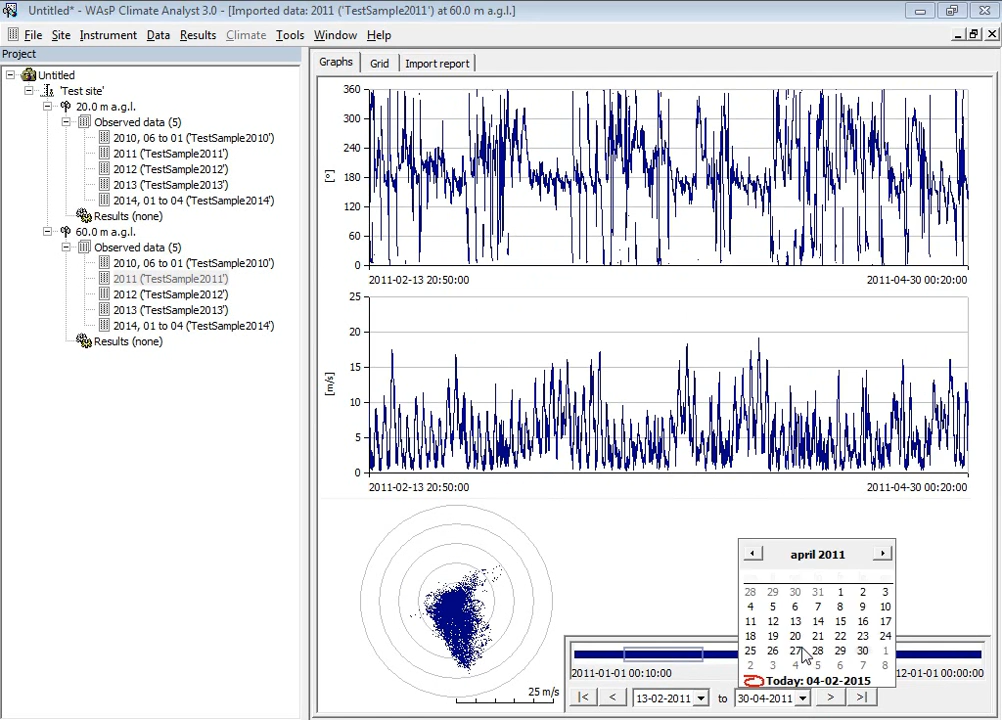 Untitled* - WAsP Climate Analyst 3.0 - [Imported data: 2011 ('TestSample2011') at 60.0 m a.g.l.]
File Site Instrument Data Results Climate Tools Window Help
Project
Untitled
'Test site'
20.0 m a.g.l.
Observed data (5)
2010, 06 to 01 ('TestSample2010')
2011 ('TestSample2011')
2012 ('TestSample2012')
2013 ('TestSample2013')
2014, 01 to 04 ('TestSample2014')
Results (none)
60.0 m a.g.l.
Observed data (5)
2010, 06 to 01 ('TestSample2010')
2011 ('TestSample2011')
2012 ('TestSample2012')
2013 ('TestSample2013')
2014, 01 to 04 ('TestSample2014')
Results (none)
Graphs Grid Import report
360
300
240
[°] 180
120
60
0
2011-02-13 20:50:00 2011-04-30 00:20:00
25
20
15
[m/s] 10
5
0
2011-02-13 20:50:00 2011-04-30 00:20:00
25 m/s
april 2011
28 29 30 31 1 2 3
4 5 6 7 8 9 10
11 12 13 14 15 16 17
18 19 20 21 22 23 24
25 26 27 28 29 30 1
2 3 4 5 6 7 8
Today: 04-02-2015
2011-01-01 00:10:00 12-01-01 00:00:00
|< < 13-02-2011 to 30-04-2011 > >|